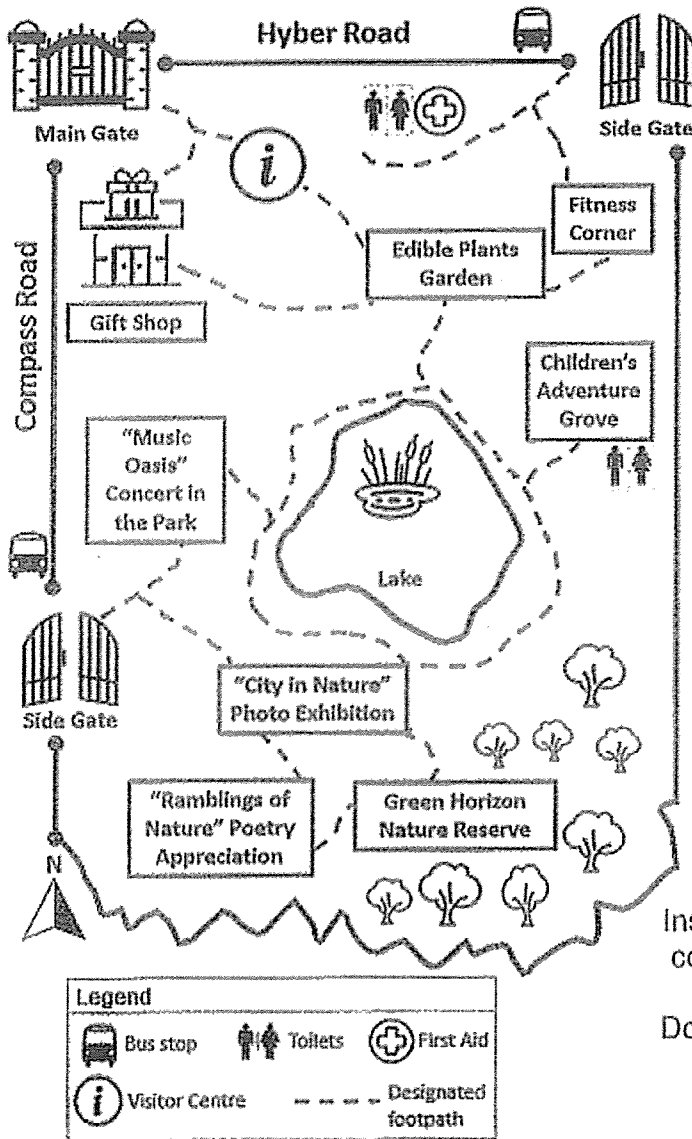 Hyber Road
Main Gate
Side Gate
i
Fitness
Corner
Edible Plants
Garden
Compass Road
Gift Shop
Children's
Adventure
Grove
"Music
Oasis"
Concert in
the Park
Lake
Side Gate
"City in Nature"
Photo Exhibition
"Ramblings of
Nature" Poetry
Appreciation
Green Horizon
Nature Reserve
N
Legend
Bus stop
Toilets
First Aid
i
Visitor Centre
Designated
footpath